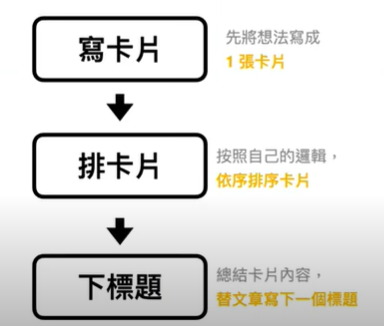 寫卡片
先將想法寫成
1 張卡片
排卡片
按照自己的邏輯，
依序排序卡片
下標題
總結卡片內容，
替文章寫下一個標題